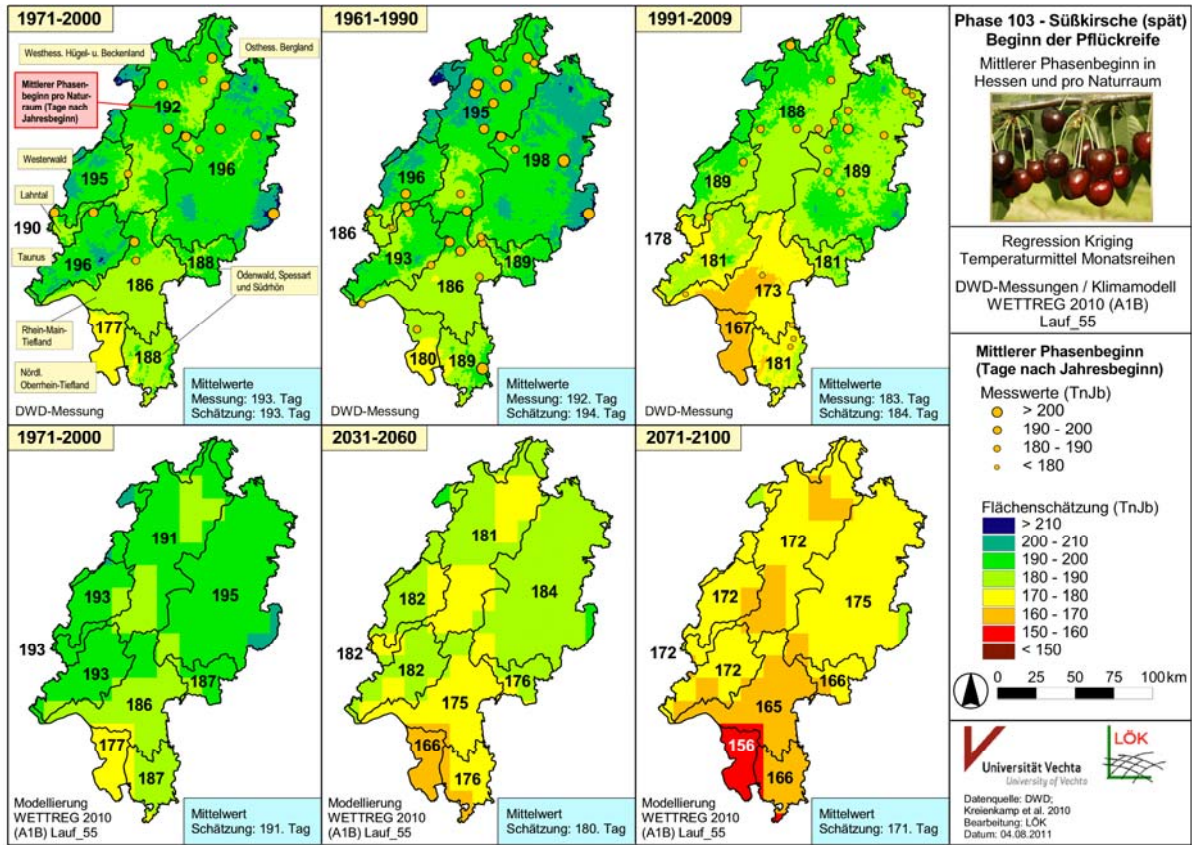 1971-2000
Westhess. Hügel- u. Beckenland
Osthess. Bergland
Mittlerer Phasen-
beginn pro Natur-
raum (Tage nach
Jahresbeginn)
192
196
Westerwald
195
Lahntal
190
Taunus
196
188
186
Odenwald, Spessart
und Südrhön
Rhein-Main-
Tiefland
177
188
Nördl.
Oberrhein-Tiefland
DWD-Messung
Mittelwerte
Messung: 193. Tag
Schätzung: 193. Tag
1961-1990
195
198
196
186
193
189
186
180
189
DWD-Messung
Mittelwerte
Messung: 192. Tag
Schätzung: 194. Tag
1991-2009
188
189
189
178
181
181
173
167
181
DWD-Messung
Mittelwerte
Messung: 183. Tag
Schätzung: 184. Tag
Phase 103 - Süßkirsche (spät)
Beginn der Pflückreife
Mittlerer Phasenbeginn in
Hessen und pro Naturraum
Regression Kriging
Temperaturmittel Monatsreihen
DWD-Messungen / Klimamodell
WETTREG 2010 (A1B)
Lauf_55
Mittlerer Phasenbeginn
(Tage nach Jahresbeginn)
Messwerte (TnJb)
> 200
190 - 200
180 - 190
< 180
Flächenschätzung (TnJb)
> 210
200 - 210
190 - 200
180 - 190
170 - 180
160 - 170
150 - 160
< 150
0 25 50 75 100 km
1971-2000
191
195
193
193
193
187
186
177
187
Modellierung
WETTREG 2010
(A1B) Lauf_55
Mittelwert
Schätzung: 191. Tag
2031-2060
181
184
182
182
182
176
175
166
176
Modellierung
WETTREG 2010
(A1B) Lauf_55
Mittelwert
Schätzung: 180. Tag
2071-2100
172
175
172
172
172
166
165
156
166
Modellierung
WETTREG 2010
(A1B) Lauf_55
Mittelwert
Schätzung: 171. Tag
Universität Vechta
University of Vechta
LÖK
Datenquelle: DWD;
Kreienkamp et al. 2010
Bearbeitung: LÖK
Datum: 04.08.2011